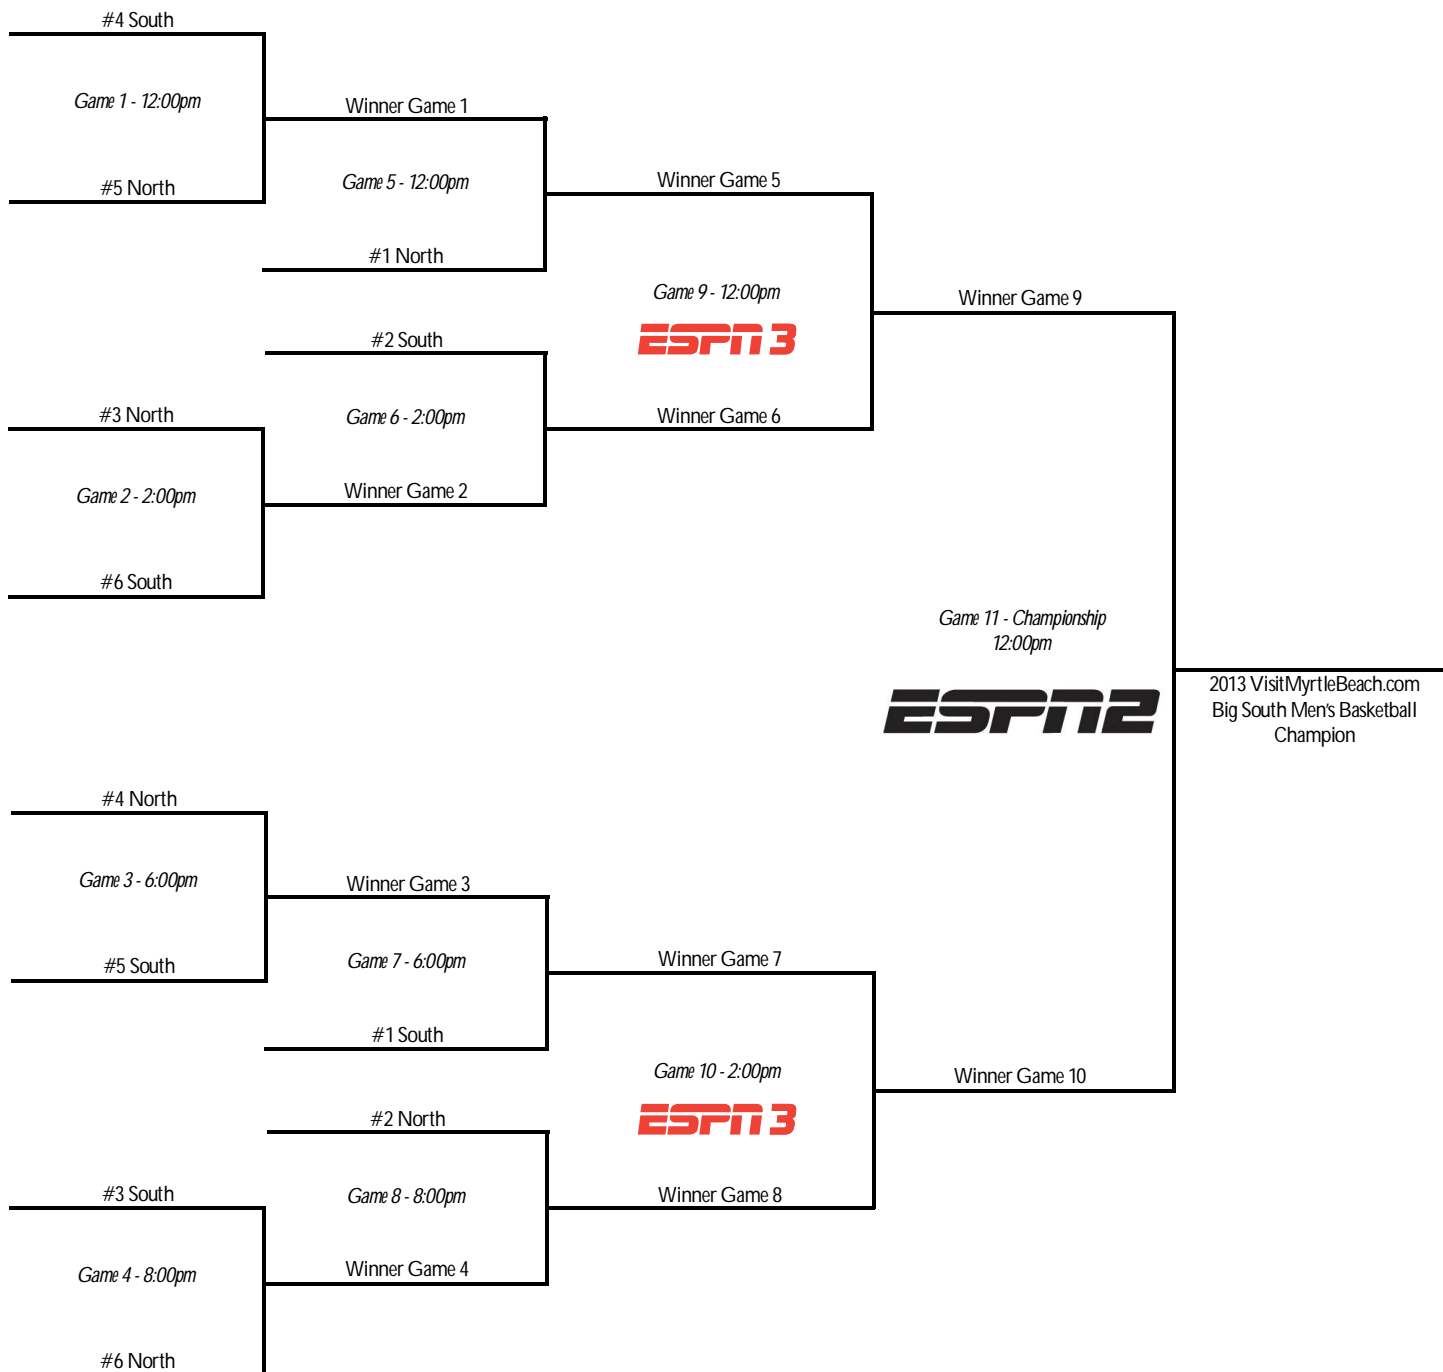 #4 South
Game 1 - 12:00pm
Winner Game 1
#5 North
Game 5 - 12:00pm
Winner Game 5
#1 North
Game 9 - 12:00pm
ESPN 3
Winner Game 9
#2 South
#3 North
Game 6 - 2:00pm
Winner Game 6
Game 2 - 2:00pm
Winner Game 2
#6 South
Game 11 - Championship
12:00pm
ESPN2
2013 VisitMyrtleBeach.com
Big South Men's Basketball
Champion
#4 North
Game 3 - 6:00pm
Winner Game 3
#5 South
Game 7 - 6:00pm
Winner Game 7
#1 South
Game 10 - 2:00pm
ESPN 3
Winner Game 10
#2 North
#3 South
Game 8 - 8:00pm
Winner Game 8
Game 4 - 8:00pm
Winner Game 4
#6 North